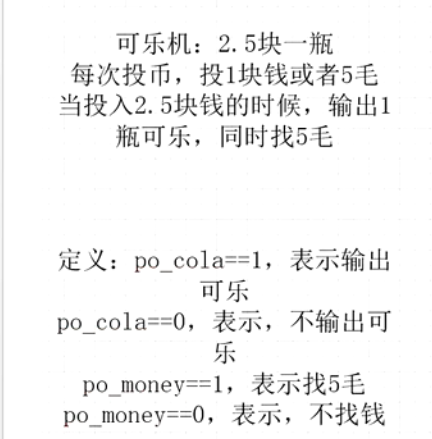 可乐机：2.5块一瓶
每次投币，投1块钱或者5毛
当投入2.5块钱的时候，输出1
瓶可乐，同时找5毛
定义：po_cola==1，表示输出
可乐
po_cola==0，表示，不输出可
乐
po_money==1，表示找5毛
po_money==0，表示，不找钱